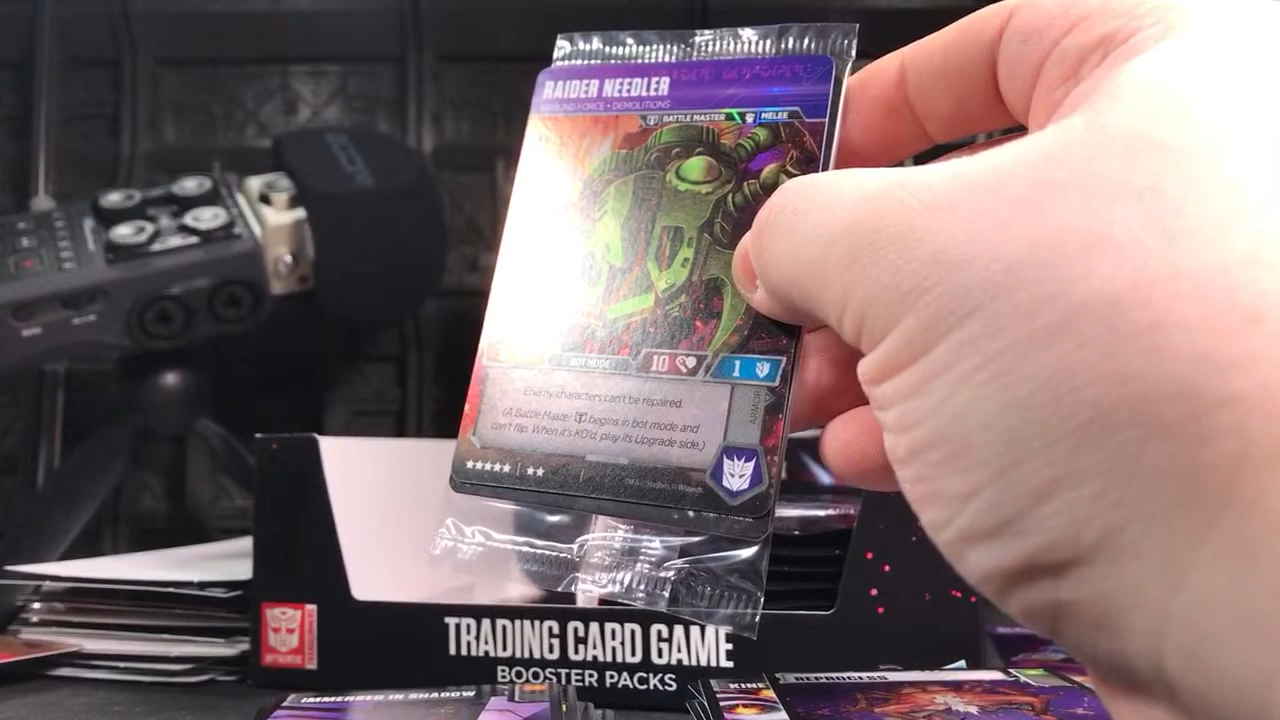 RAIDER NEEDLER
DEMOLITIONS
BATTLE MASTER
MELEE
BOT MODE
10
1
ARMOR
Enemy characters can't be repaired.
(A Battle Master begins in bot mode and
can't flip. When it's KO'd, play its Upgrade side.)
TRADING CARD GAME
BOOSTER PACKS
IMMERSED IN SHADOW
KINE
REPROCESS